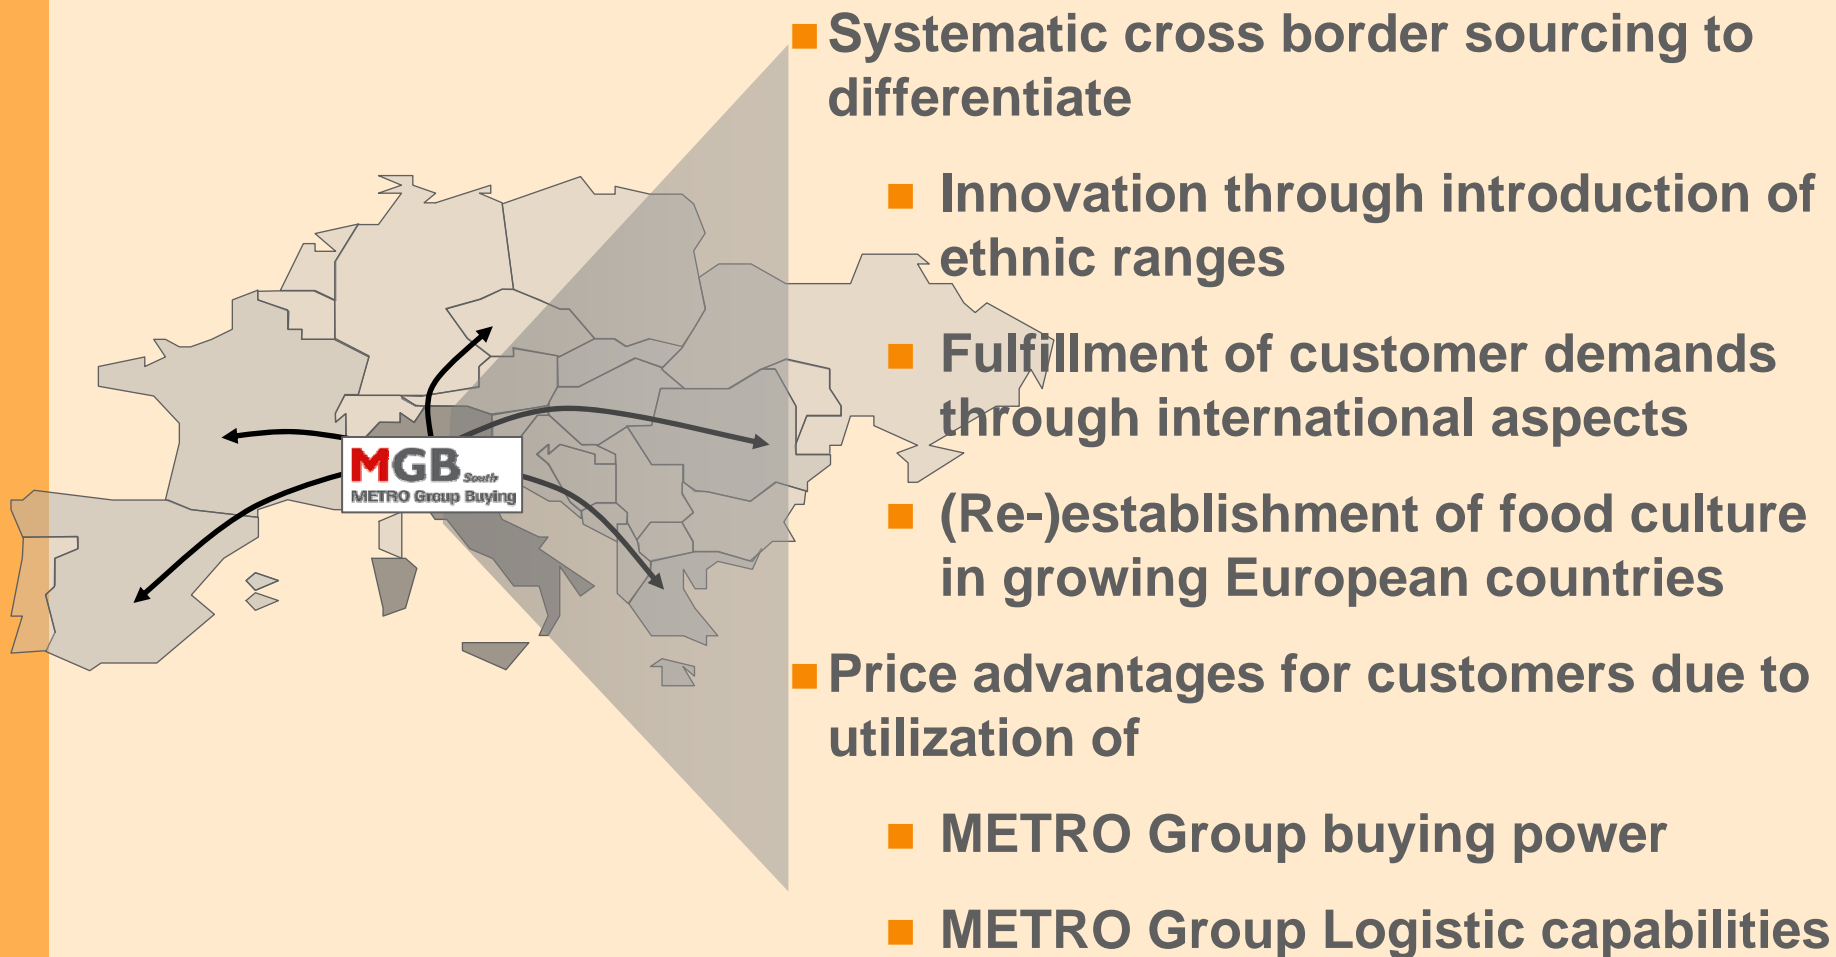 Systematic cross border sourcing to
differentiate
Innovation through introduction of
ethnic ranges
Fulfillment of customer demands
through international aspects
(Re-)establishment of food culture
in growing European countries
Price advantages for customers due to
utilization of
METRO Group buying power
METRO Group Logistic capabilities
MGB South
METRO Group Buying